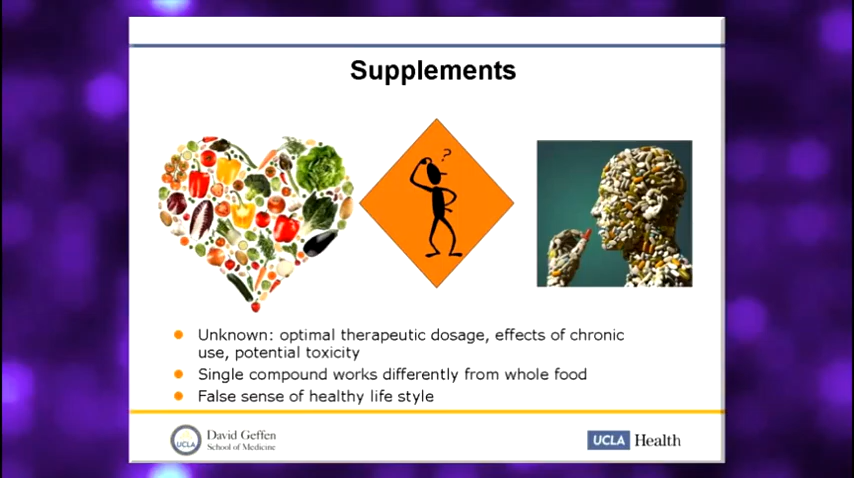 Supplements
?
Unknown: optimal therapeutic dosage, effects of chronic
use, potential toxicity
Single compound works differently from whole food
False sense of healthy life style
UCLA
David Geffen
School of Medicine
UCLA Health